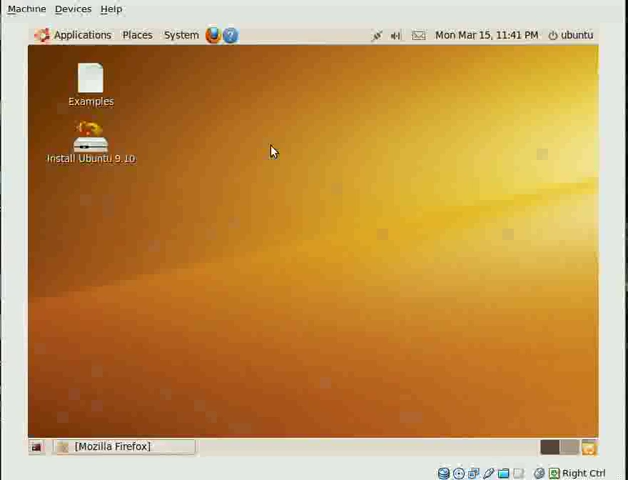 Machine Devices Help
Applications Places System ? Mon Mar 15, 11:41 PM ubuntu
Examples
Install Ubuntu 9.10
[Mozilla Firefox]
Right Ctrl